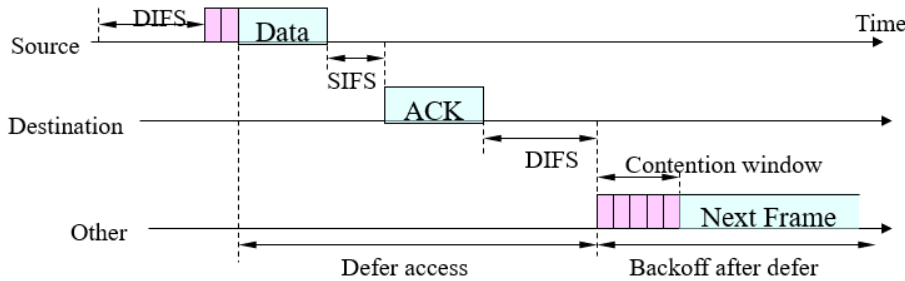 DIFS
Data
Time
Source
SIFS
ACK
Destination
DIFS
Contention window
Next Frame
Other
Defer access
Backoff after defer